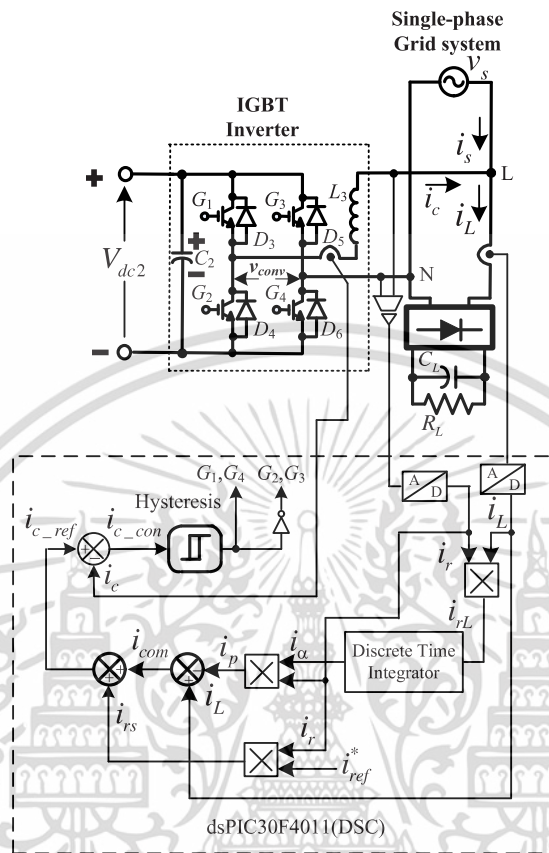 Single-phase
Grid system
v_s
IGBT
Inverter
i_s
L
G_1
G_3
L_3
i_c
i_L
+
D_3
D_5
N
V_dc2
+
C_2
−
v_conv
G_2
G_4
D_4
D_6
−
C_L
R_L
G_1,G_4
G_2,G_3
A
D
A
D
Hysteresis
i_c_ref
i_c_con
+
−
i_L
i_c
i_r
×
i_rL
i_com
i_p
i_α
Discrete Time
Integrator
+
+
×
i_rs
i_L
i_r
×
i*_ref
dsPIC30F4011(DSC)